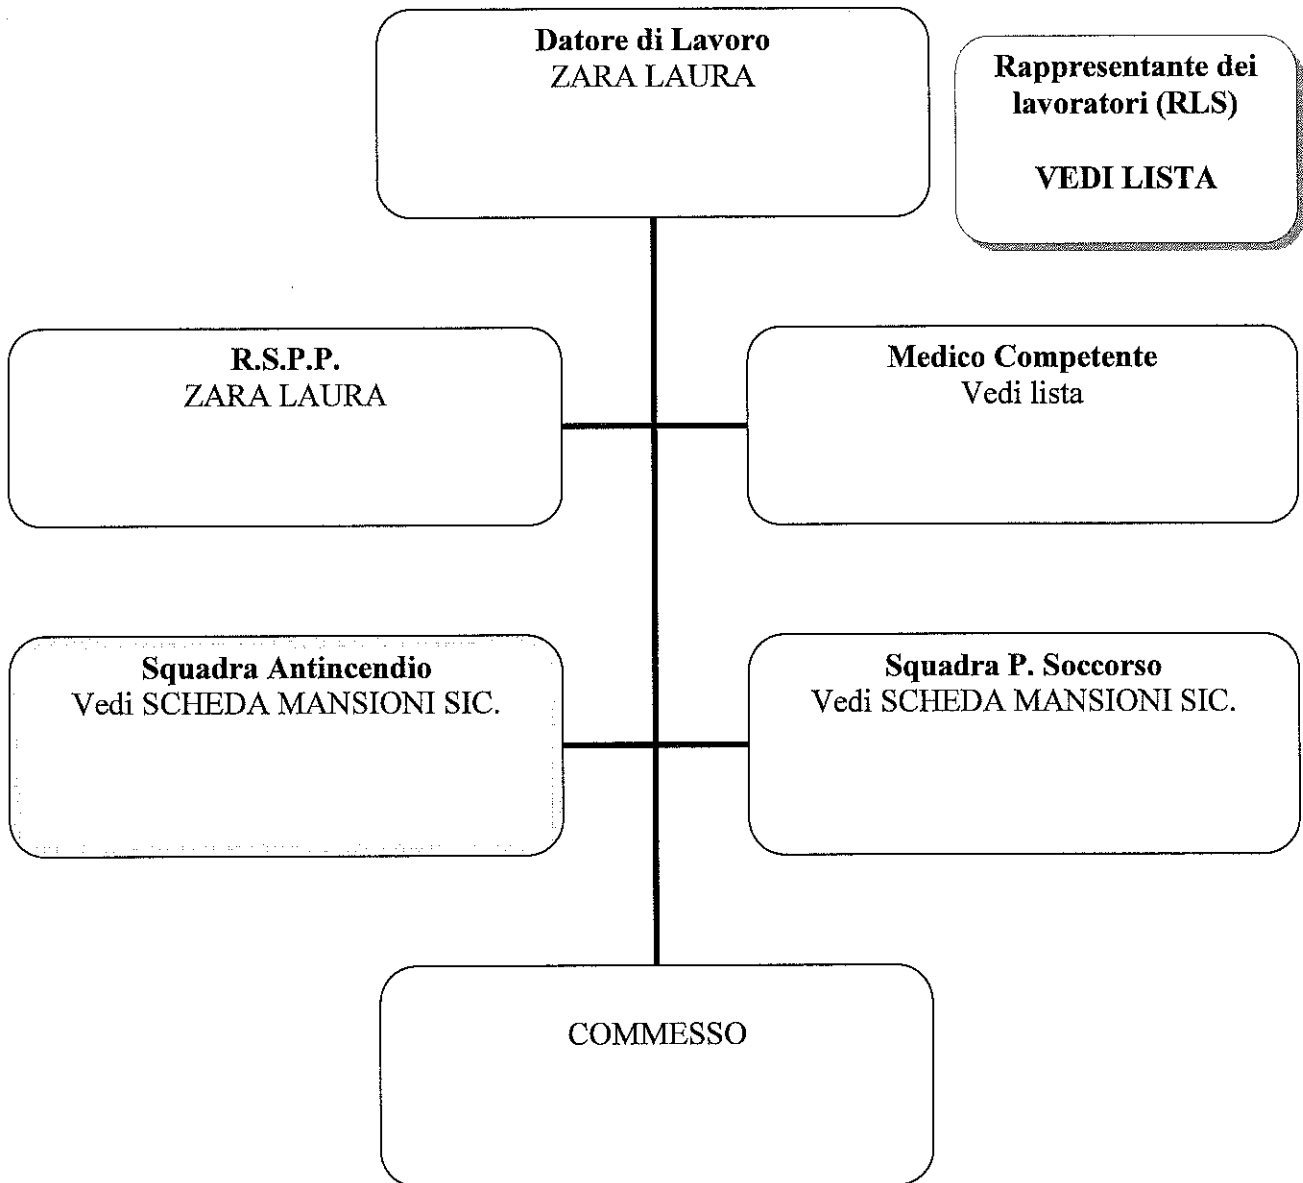 Datore di Lavoro
ZARA LAURA
Rappresentante dei
lavoratori (RLS)
VEDI LISTA
R.S.P.P.
ZARA LAURA
Medico Competente
Vedi lista
Squadra Antincendio
Vedi SCHEDA MANSIONI SIC.
Squadra P. Soccorso
Vedi SCHEDA MANSIONI SIC.
COMMESSO